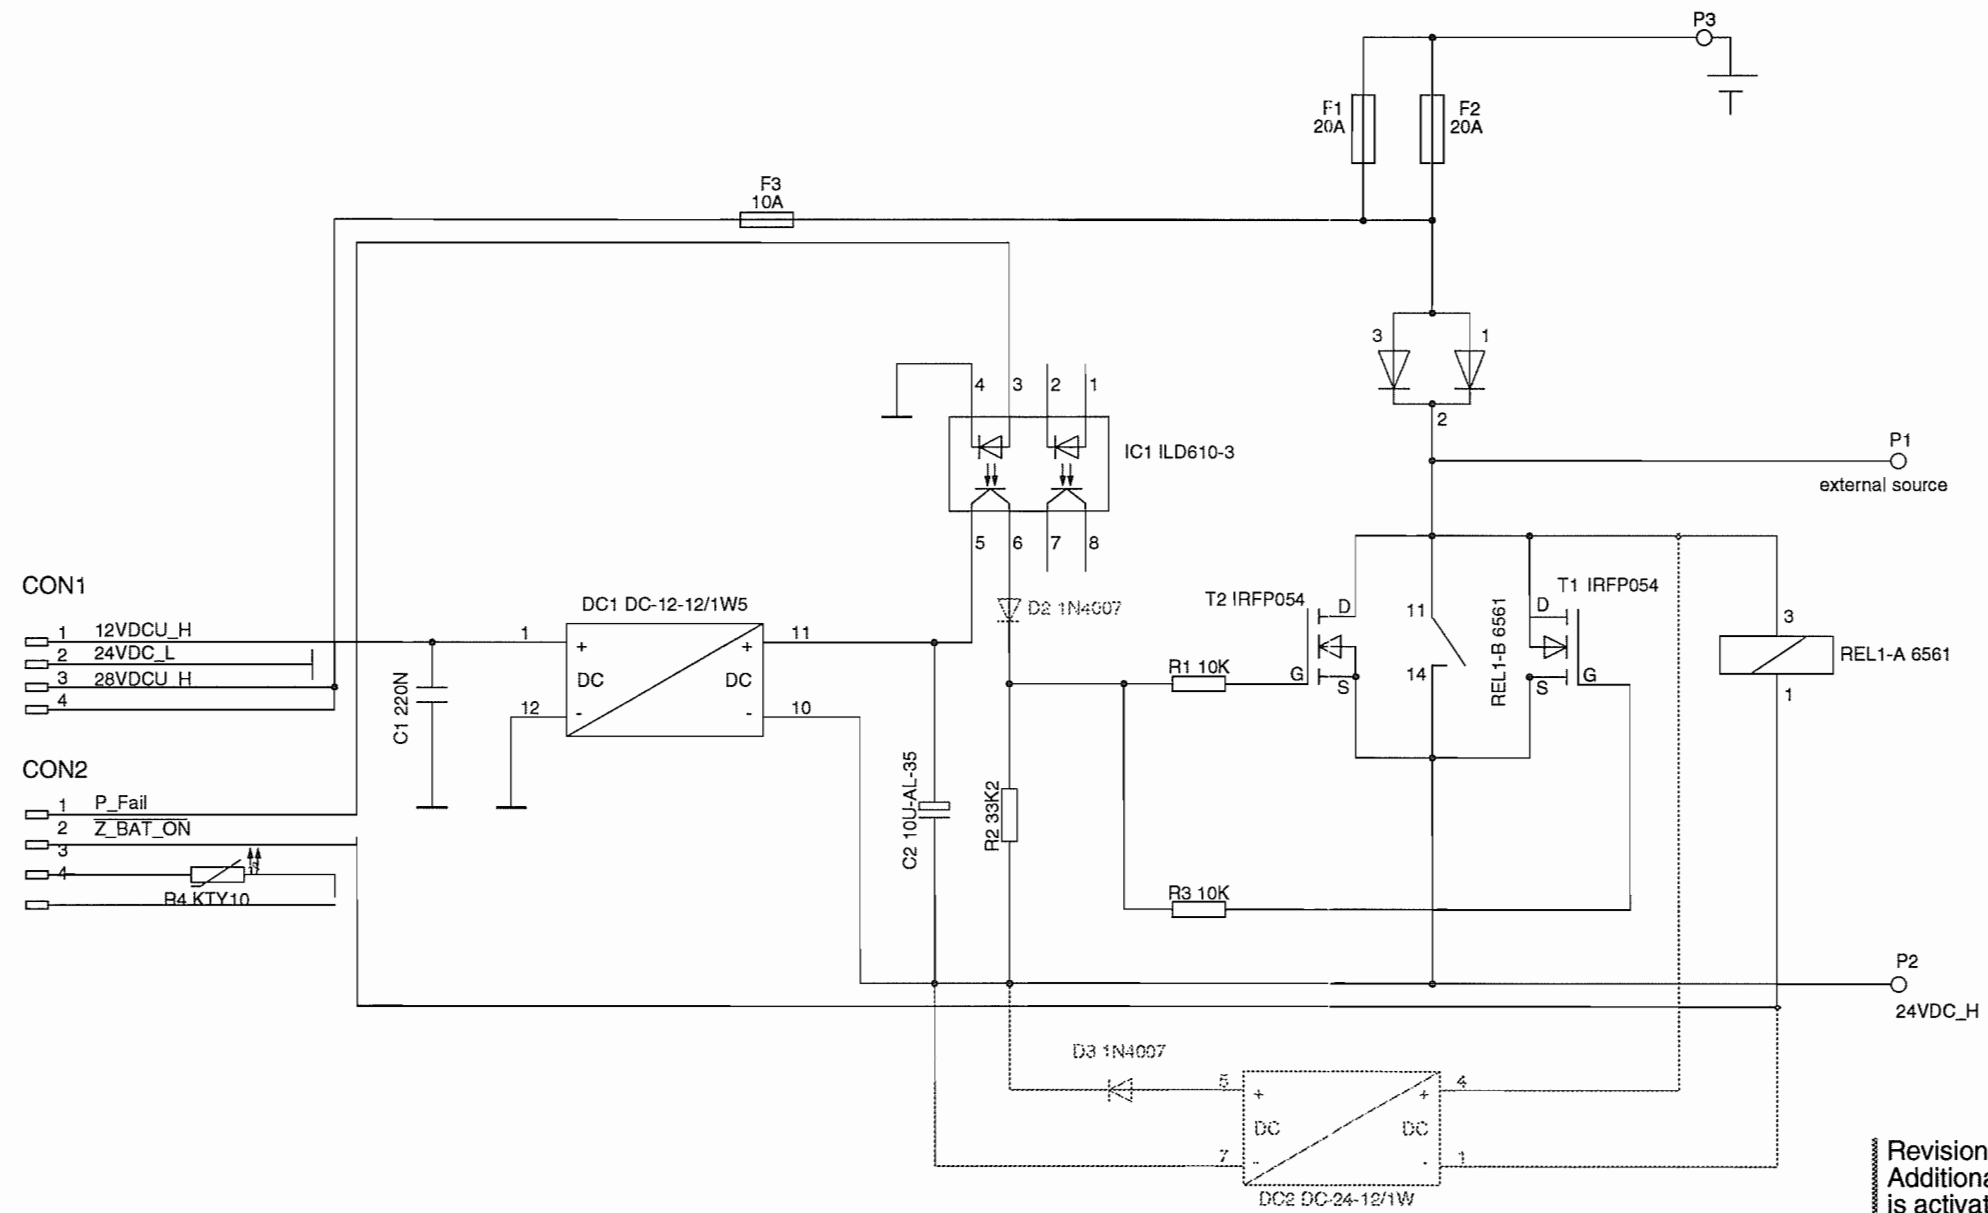 P3
F1
20A
F2
20A
F3
10A
3
1
2
4
3
2
1
IC1 ILD610-3
5
6
7
8
P1
external source
CON1
1
12VDCU_H
2
24VDC_L
3
28VDCU_H
4
C1 220N
DC1 DC-12-12/1W5
1
+
DC
+
DC
11
12
-
-
10
D2 1N4007
T2 IRFP054
D
G
S
11
14
REL1-B 6561
T1 IRFP054
D
S
G
3
REL1-A 6561
1
R1 10K
CON2
1
P_Fail
2
Z_BAT_ON
3
4
R4 KTY10
C2 10U-AL-35
R2 33K2
R3 10K
P2
24VDC_H
D3 1N4007
5
+
DC
+
DC
4
7
-
-
1
DC2 DC-24-12/1W
Revision
Additiona
is activat